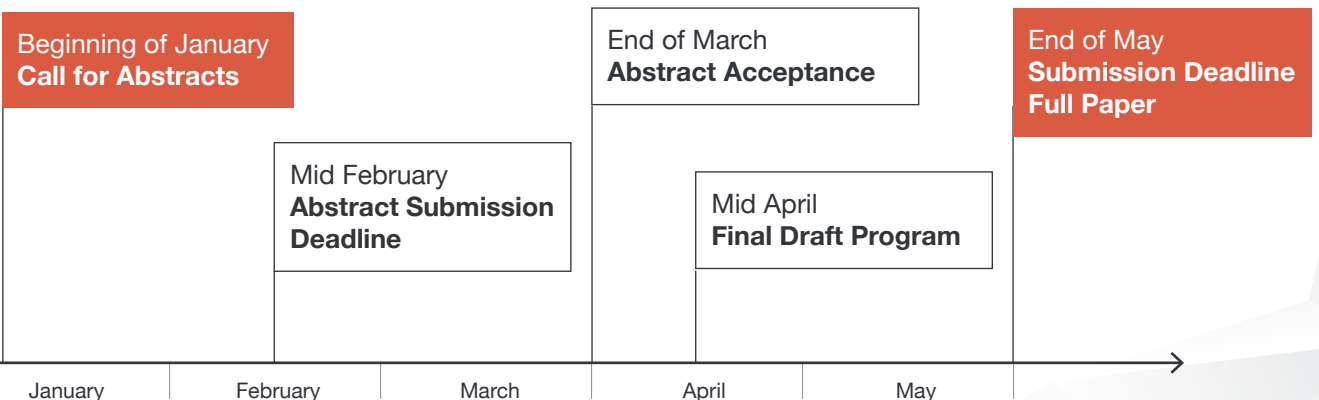 Beginning of January
Call for Abstracts
Mid February
Abstract Submission
Deadline
End of March
Abstract Acceptance
Mid April
Final Draft Program
End of May
Submission Deadline
Full Paper
January
February
March
April
May